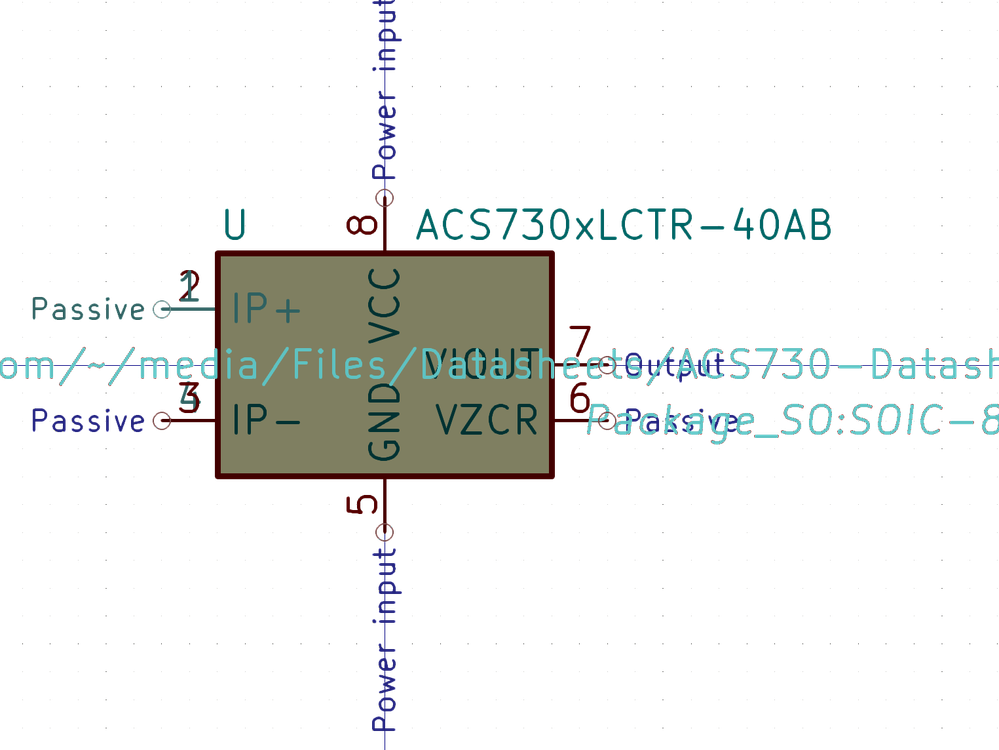 Power input
8
U
ACS730xLCTR-40AB
2
1
Passive
IP+
VCC
7
VIOUT
Output
om/~/media/Files/Datasheets/ACS730-Datash
3
4
6
Passive
IP-
GND
VZCR
Passive
Package_SO:SOIC-8
5
Power input